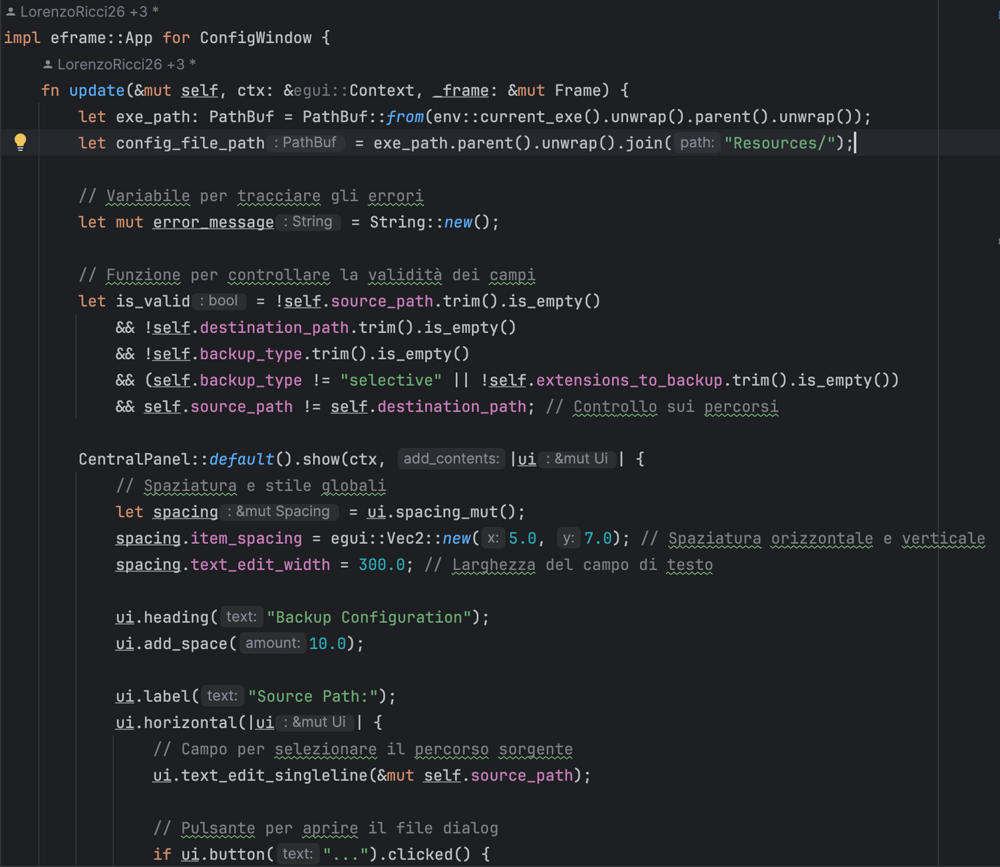 LorenzoRicci26 +3 *
impl eframe::App for ConfigWindow {
LorenzoRicci26 +3 *
fn update(&mut self, ctx: &egui::Context, _frame: &mut Frame) {
let exe_path: PathBuf = PathBuf::from(env::current_exe().unwrap().parent().unwrap());
let config_file_path : PathBuf = exe_path.parent().unwrap().join( path: "Resources/");
// Variabile per tracciare gli errori
let mut error_message : String = String::new();
// Funzione per controllare la validità dei campi
let is_valid : bool = !self.source_path.trim().is_empty()
&& !self.destination_path.trim().is_empty()
&& !self.backup_type.trim().is_empty()
&& (self.backup_type != "selective" || !self.extensions_to_backup.trim().is_empty())
&& self.source_path != self.destination_path; // Controllo sui percorsi
CentralPanel::default().show(ctx, add_contents: |ui : &mut Ui | {
// Spaziatura e stile globali
let spacing : &mut Spacing = ui.spacing_mut();
spacing.item_spacing = egui::Vec2::new( x: 5.0, y: 7.0); // Spaziatura orizzontale e verticale
spacing.text_edit_width = 300.0; // Larghezza del campo di testo
ui.heading( text: "Backup Configuration");
ui.add_space( amount: 10.0);
ui.label( text: "Source Path:");
ui.horizontal(|ui : &mut Ui | {
// Campo per selezionare il percorso sorgente
ui.text_edit_singleline(&mut self.source_path);
// Pulsante per aprire il file dialog
if ui.button( text: "...").clicked() {